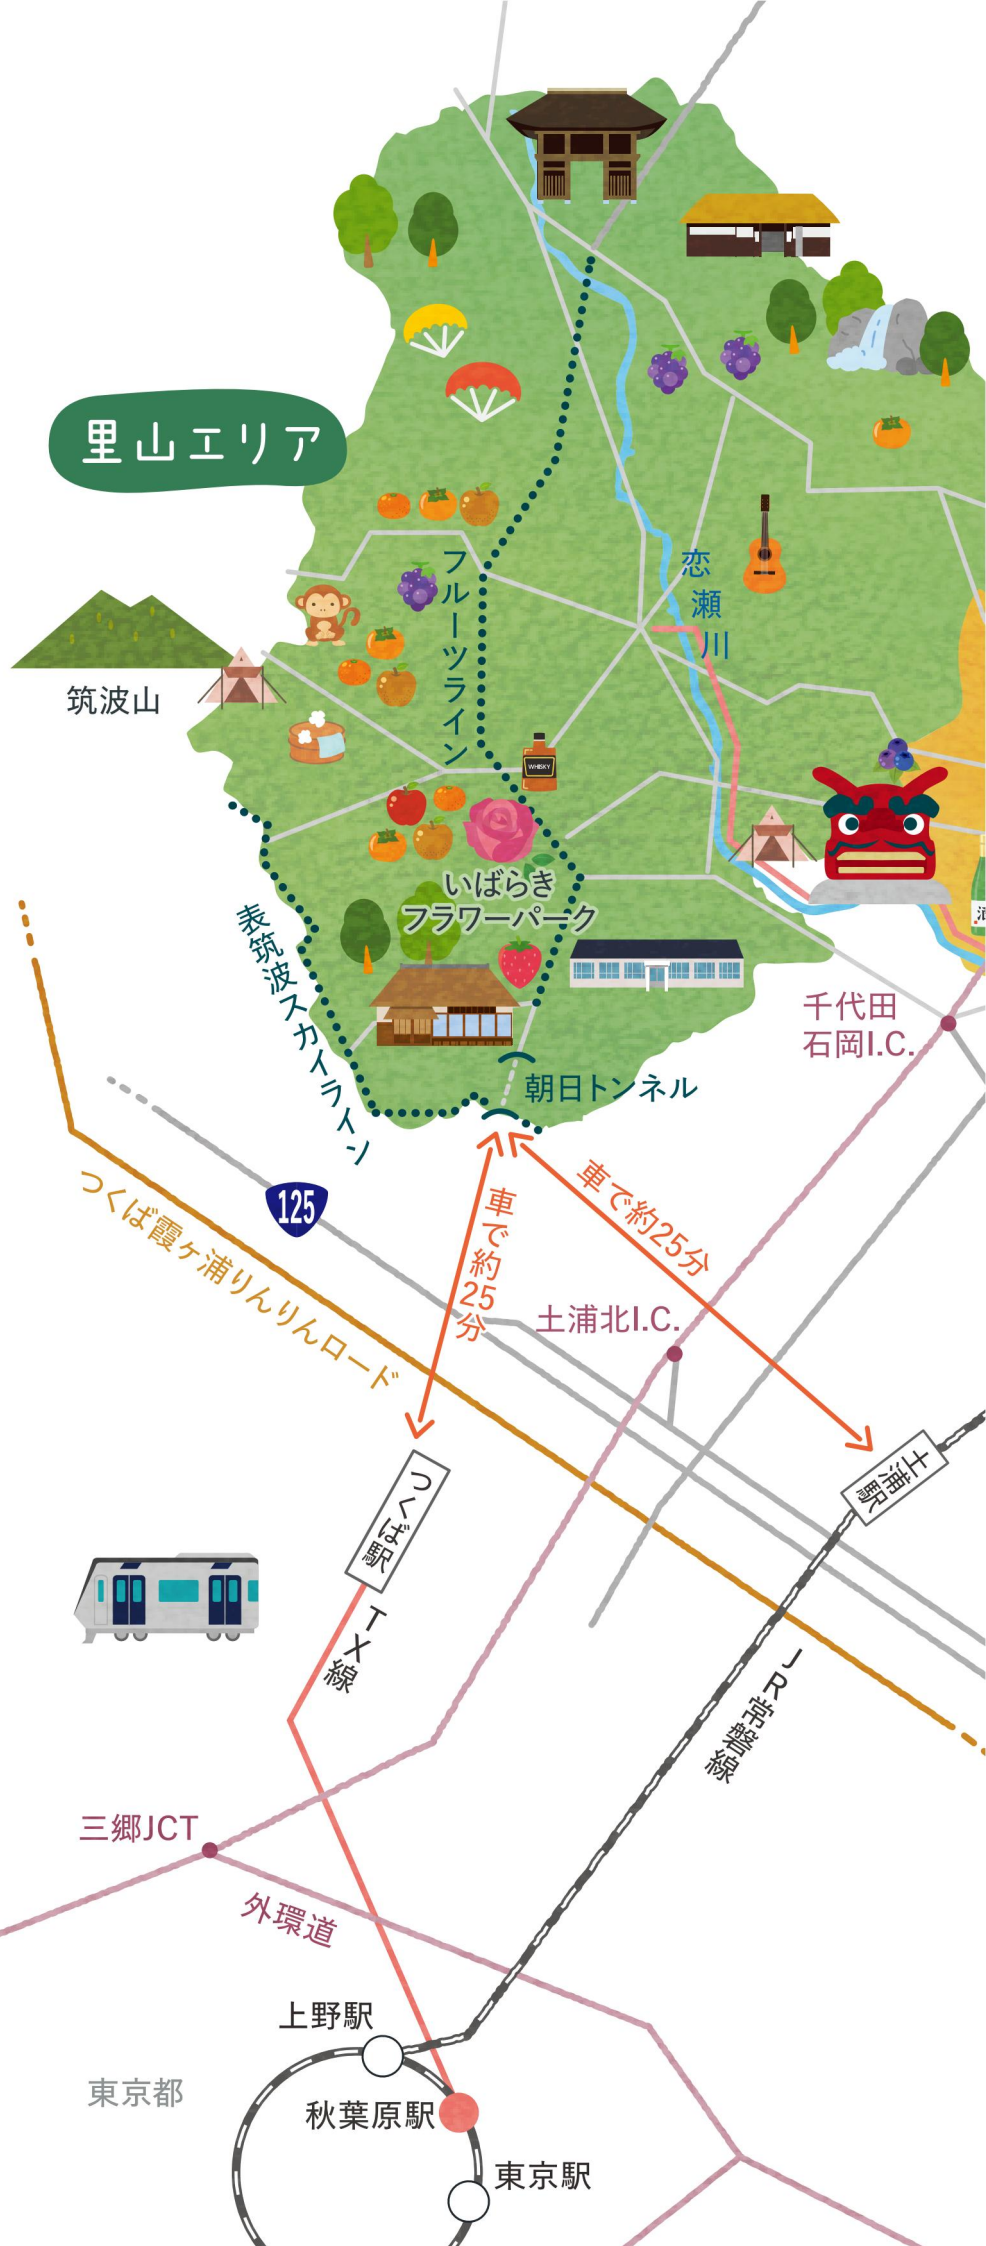 里山エリア
フルーツライン
恋瀬川
筑波山
WHISKY
いばらき
フラワーパーク
表筑波スカイライン
酒
千代田
石岡I.C.
朝日トンネル
125
車で約25分
車で約25分
つくば霞ヶ浦りんりんロード
土浦北I.C.
つくば駅
土浦駅
TX線
JR常磐線
三郷JCT
外環道
上野駅
東京都
秋葉原駅
東京駅